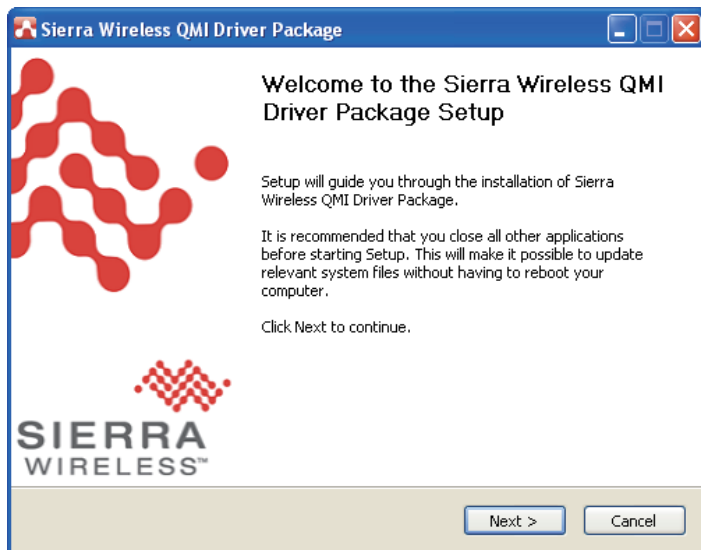 Sierra Wireless QMI Driver Package
Welcome to the Sierra Wireless QMI
Driver Package Setup
Setup will guide you through the installation of Sierra
Wireless QMI Driver Package.
It is recommended that you close all other applications
before starting Setup. This will make it possible to update
relevant system files without having to reboot your
computer.
Click Next to continue.
SIERRA
WIRELESS™
Next >
Cancel